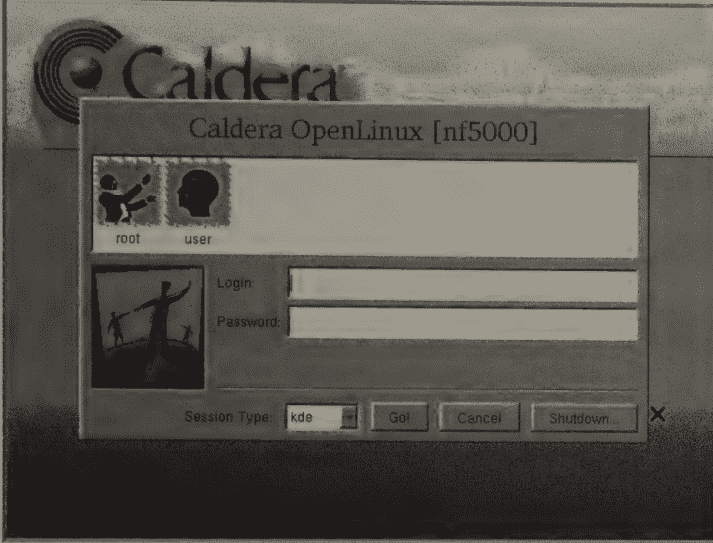 Caldera
Caldera OpenLinux [nf5000]
root user
Login:
Password:
Session Type: kde Go! Cancel Shutdown...